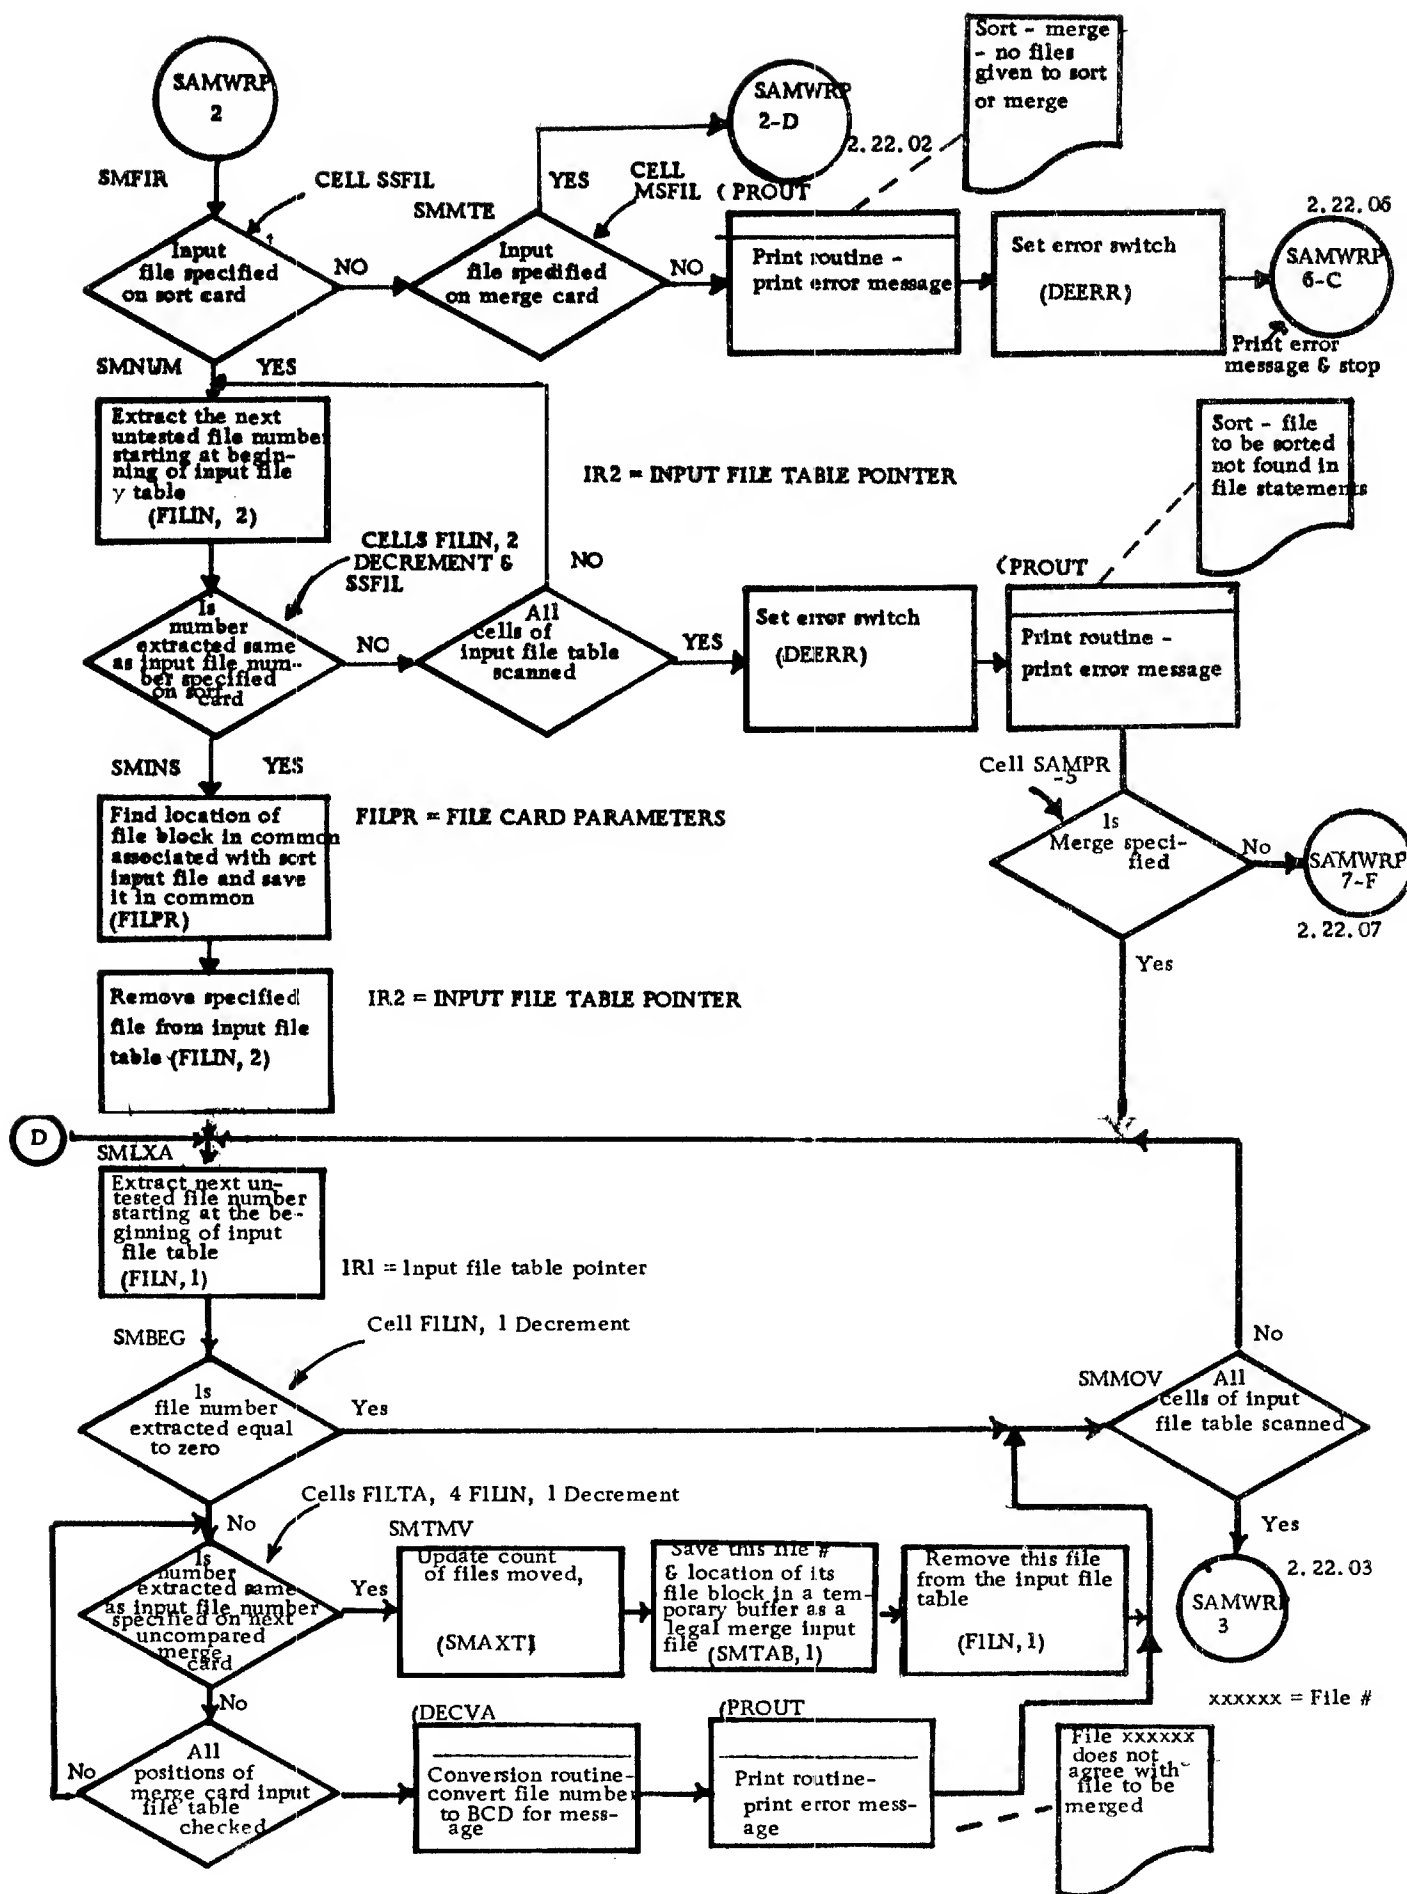 SAMWRP
2
SMFIR
CELL SSFIL
Input
file specified
on sort card
NO
SMMTE
YES
SAMWRP
2-D
2.22.02
CELL
MSFIL
Input
file spedified
on merge card
NO
(PROUT
Print routine -
print error message
Sort - merge
- no files
given to sort
or merge
Set error switch
(DEERR)
2.22.06
SAMWRP
6-C
Print error
message & stop
SMNUM
YES
Extract the next
untested file number
starting at begin-
ning of input file
y table
(FILIN, 2)
IR2 = INPUT FILE TABLE POINTER
CELLS FILIN, 2
DECREMENT &
SSFIL
Is
number
extracted same
as input file num-
ber specified
on sort
card
NO
NO
All
cells of
input file table
scanned
YES
Set error switch
(DEERR)
(PROUT
Print routine -
print error message
Sort - file
to be sorted
not found in
file statements
SMINS
YES
Find location of
file block in common
associated with sort
input file and save
it in common
(FILPR)
FILPR = FILE CARD PARAMETERS
Cell SAMPR
-5
Is
Merge speci-
fied
No
SAMWRP
7-F
2.22.07
Yes
Remove specified
file from input file
table (FILIN, 2)
IR2 = INPUT FILE TABLE POINTER
D
SMLXA
Extract next un-
tested file number
starting at the be-
ginning of input
file table
(FILN, 1)
IR1 = Input file table pointer
SMBEG
Cell FILIN, 1 Decrement
Is
file number
extracted equal
to zero
Yes
SMMOV
No
All
cells of input
file table scanned
Yes
2.22.03
SAMWRP
3
No
Cells FILTA, 4 FILIN, 1 Decrement
Is
number
extracted same
as input file number
specified on next
uncompared
merge
card
Yes
SMTMV
Update count
of files moved,
(SMAXT)
Save this file #
& location of its
file block in a tem-
porary buffer as a
legal merge input
file
(SMTAB, 1)
Remove this file
from the input file
table
(FILN, 1)
xxxxxx = File #
No
No
All
positions of
merge card input
file table
checked
(DECVA
Conversion routine-
convert file number
to BCD for mess-
age
(PROUT
Print routine-
print error mess-
age
File xxxxxx
does not
agree with
file to be
merged